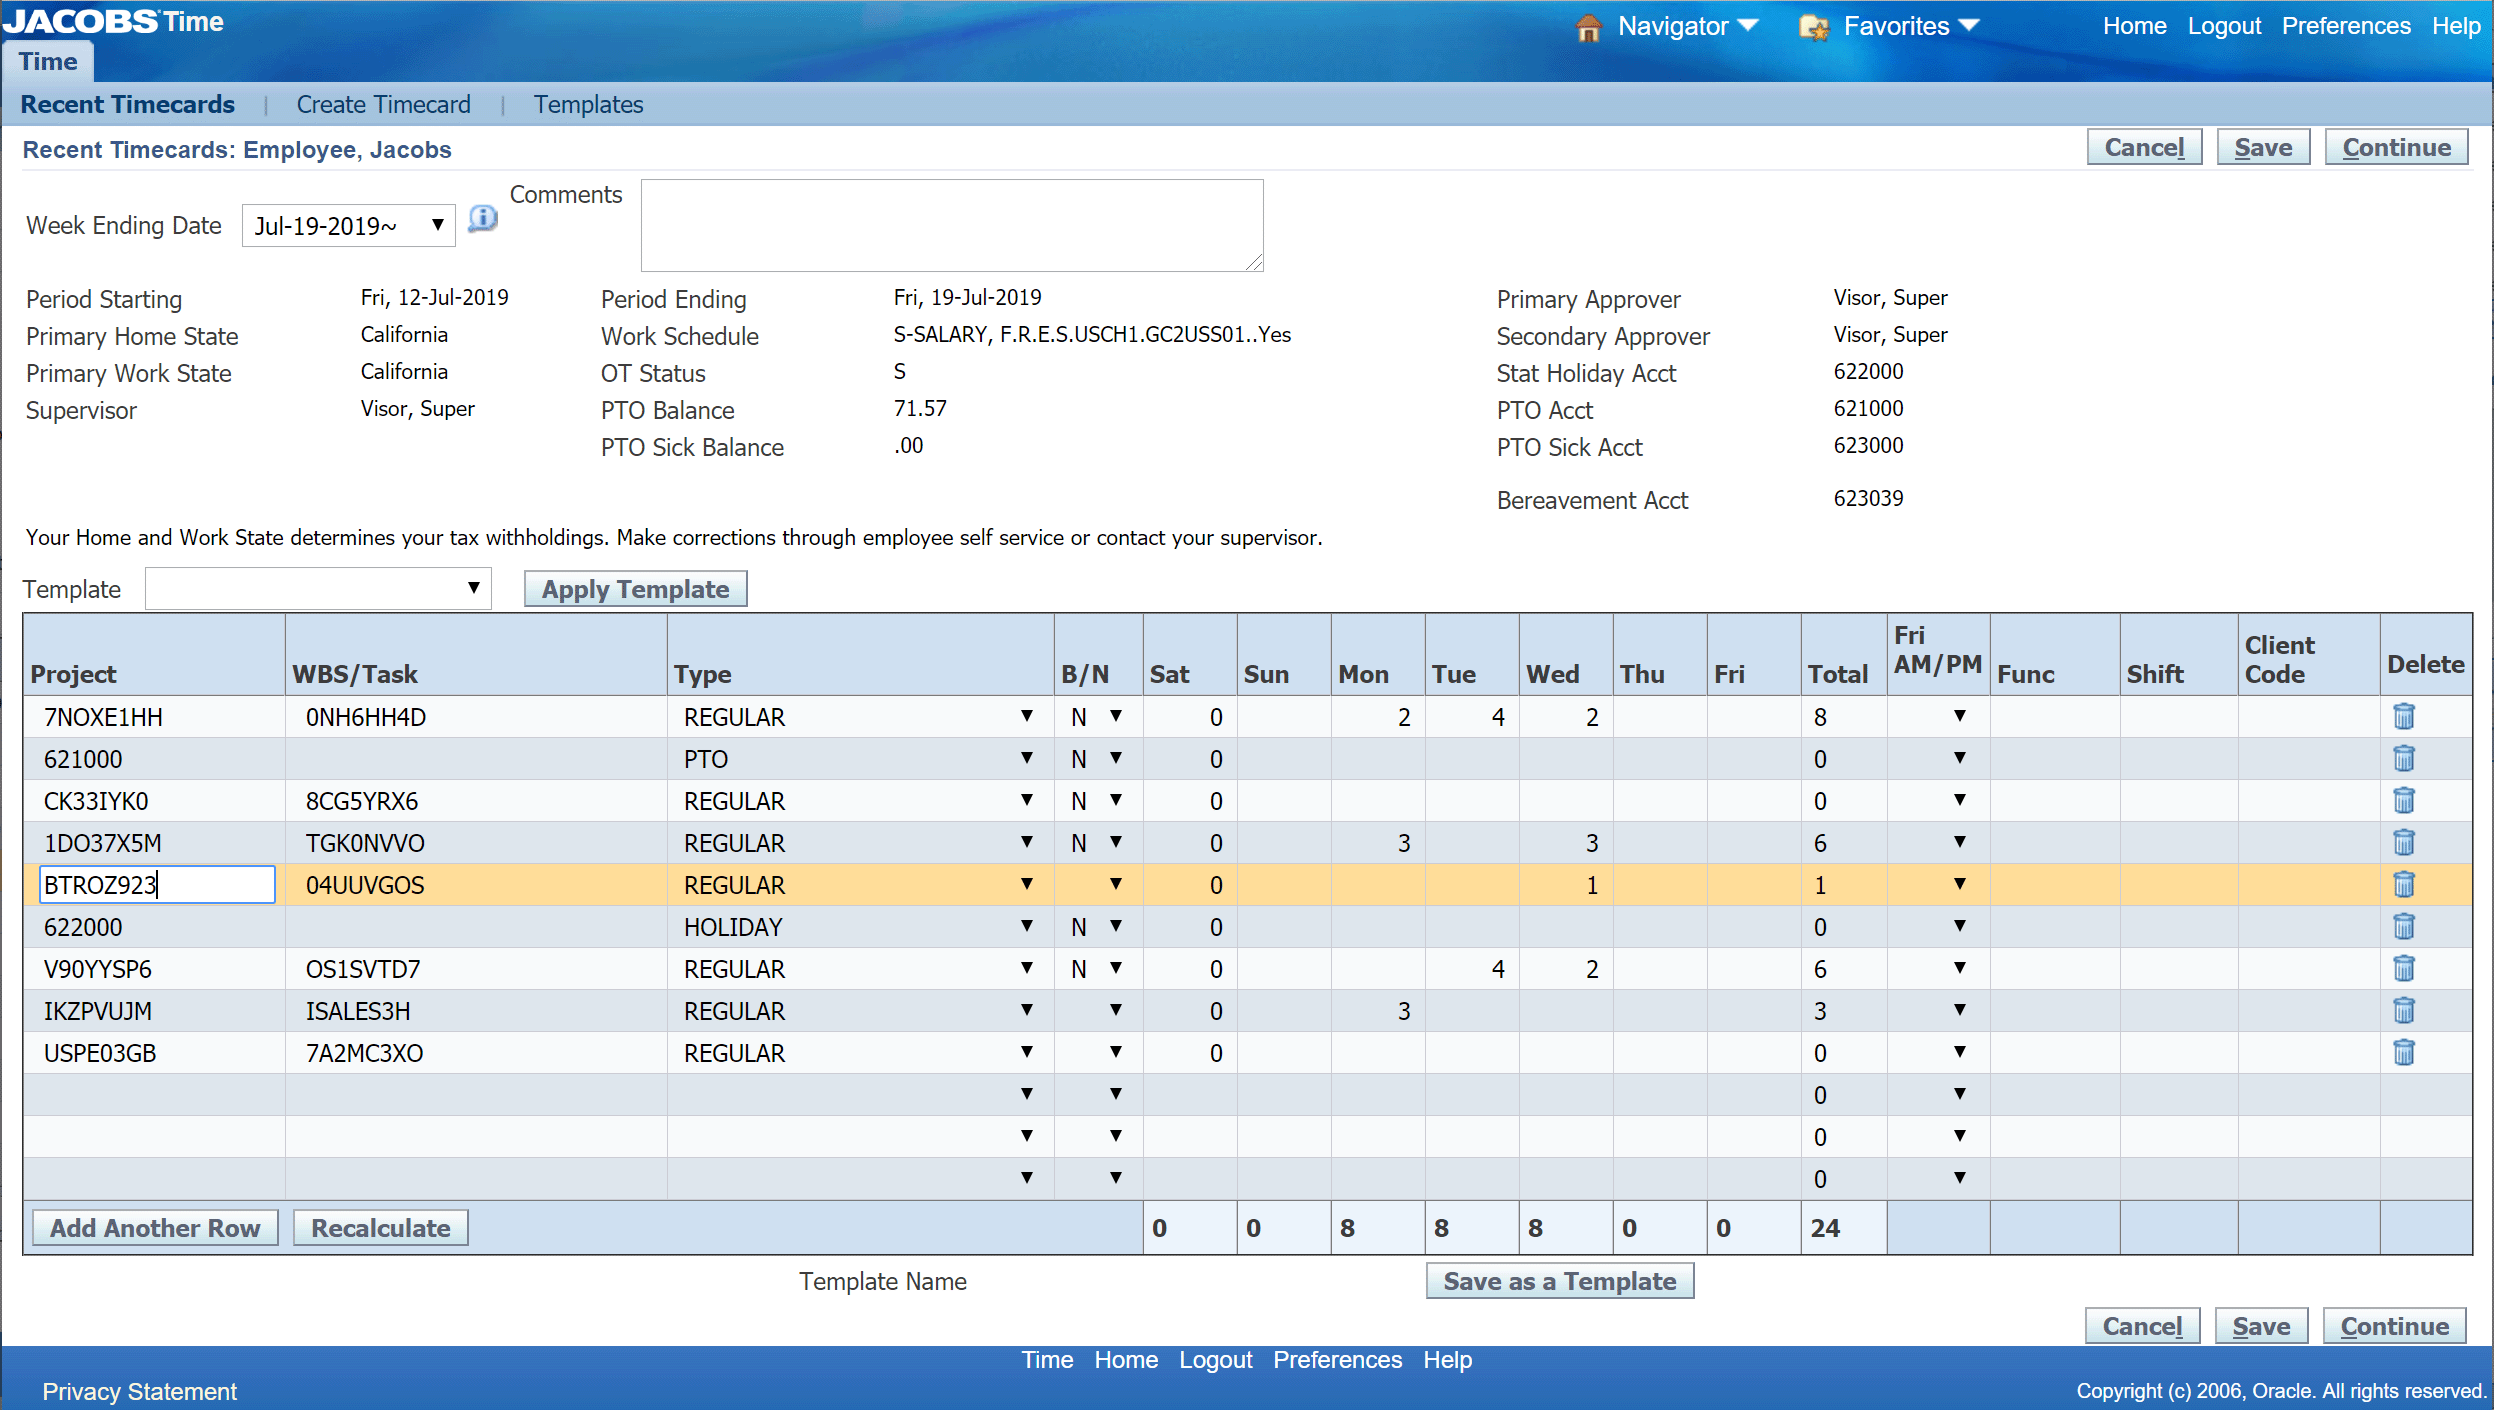 JACOBS Time
Navigator Favorites Home Logout Preferences Help
Time
Recent Timecards | Create Timecard | Templates
Recent Timecards: Employee, Jacobs
Cancel Save Continue
Week Ending Date Jul-19-2019~ Comments
Period Starting Fri, 12-Jul-2019 Period Ending Fri, 19-Jul-2019 Primary Approver Visor, Super
Primary Home State California Work Schedule S-SALARY, F.R.E.S.USCH1.GC2USS01..Yes Secondary Approver Visor, Super
Primary Work State California OT Status S Stat Holiday Acct 622000
Supervisor Visor, Super PTO Balance 71.57 PTO Acct 621000
PTO Sick Balance .00 PTO Sick Acct 623000
Bereavement Acct 623039
Your Home and Work State determines your tax withholdings. Make corrections through employee self service or contact your supervisor.
Template Apply Template
Project WBS/Task Type B/N Sat Sun Mon Tue Wed Thu Fri Total Fri AM/PM Func Shift Client Code Delete
7NOXE1HH 0NH6HH4D REGULAR N 0 2 4 2 8
621000 PTO N 0 0
CK33IYK0 8CG5YRX6 REGULAR N 0 0
1DO37X5M TGK0NVVO REGULAR N 0 3 3 6
BTROZ923 04UUVGOS REGULAR 0 1 1
622000 HOLIDAY N 0 0
V90YYSP6 OS1SVTD7 REGULAR N 0 4 2 6
IKZPVUJM ISALES3H REGULAR 0 3 3
USPE03GB 7A2MC3XO REGULAR 0 0
0
0
0
Add Another Row Recalculate 0 0 8 8 8 0 0 24
Template Name Save as a Template
Cancel Save Continue
Time Home Logout Preferences Help
Privacy Statement Copyright (c) 2006, Oracle. All rights reserved.